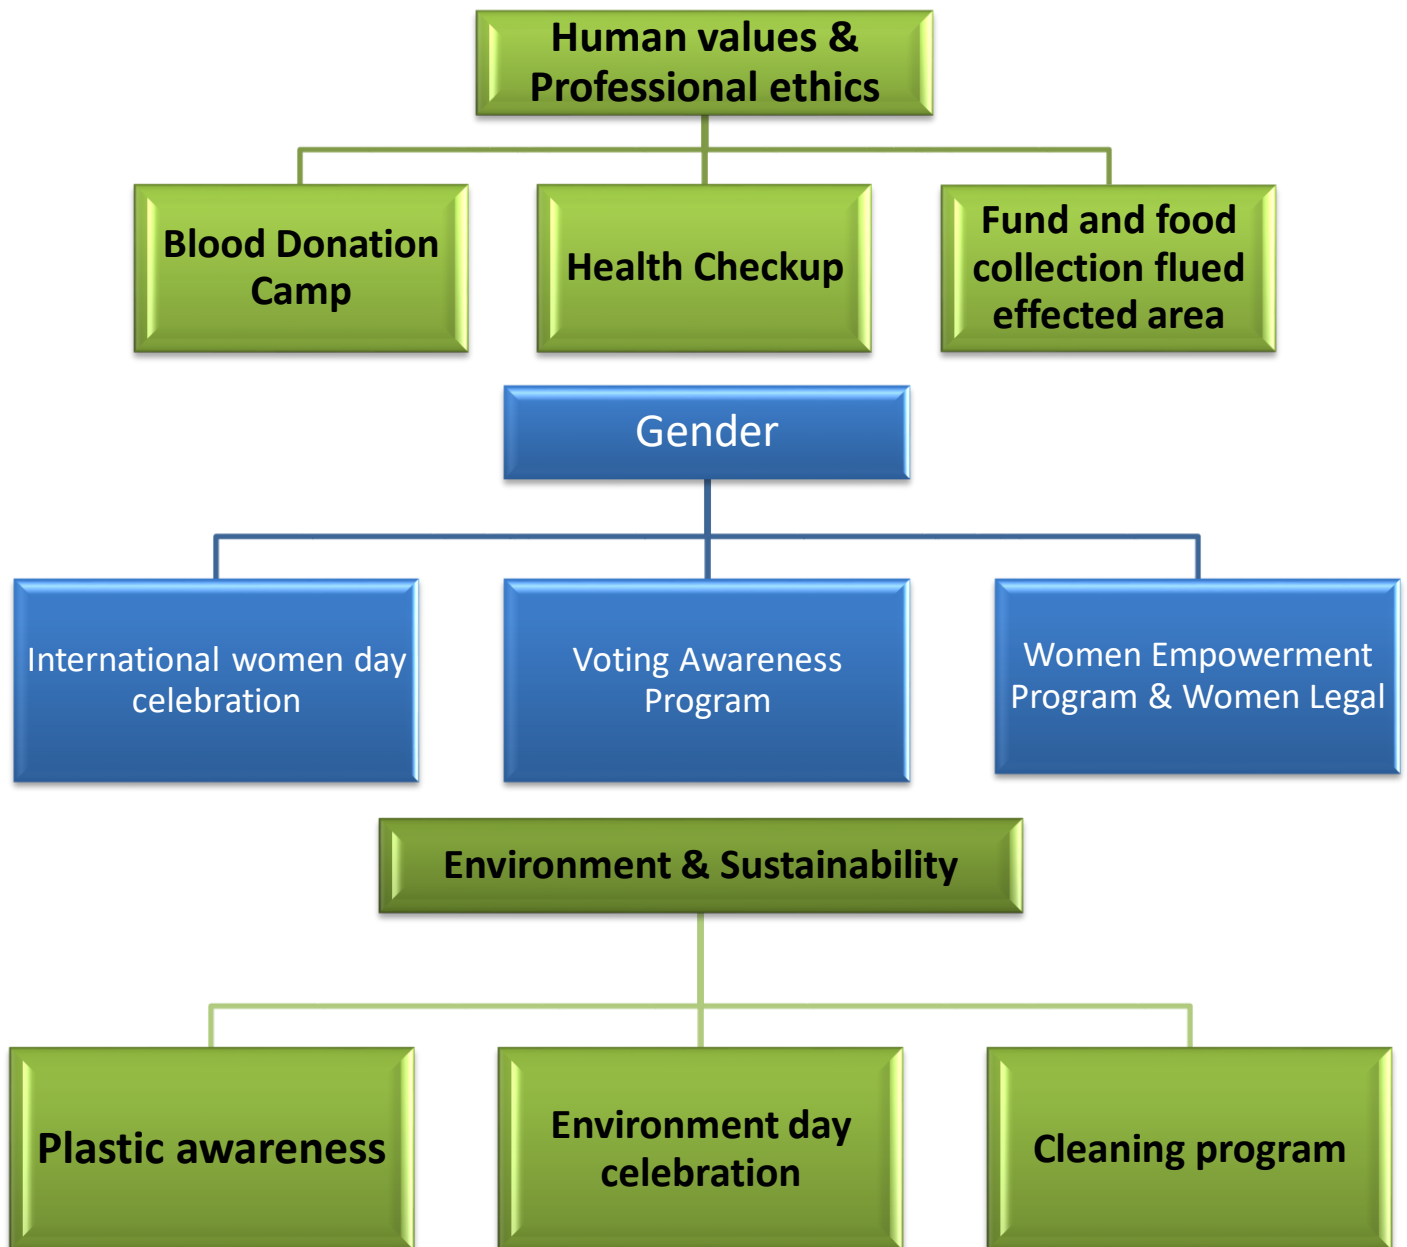 Human values &
Professional ethics
Blood Donation
Camp
Health Checkup
Fund and food
collection flued
effected area
Gender
International women day
celebration
Voting Awareness
Program
Women Empowerment
Program & Women Legal
Environment & Sustainability
Plastic awareness
Environment day
celebration
Cleaning program